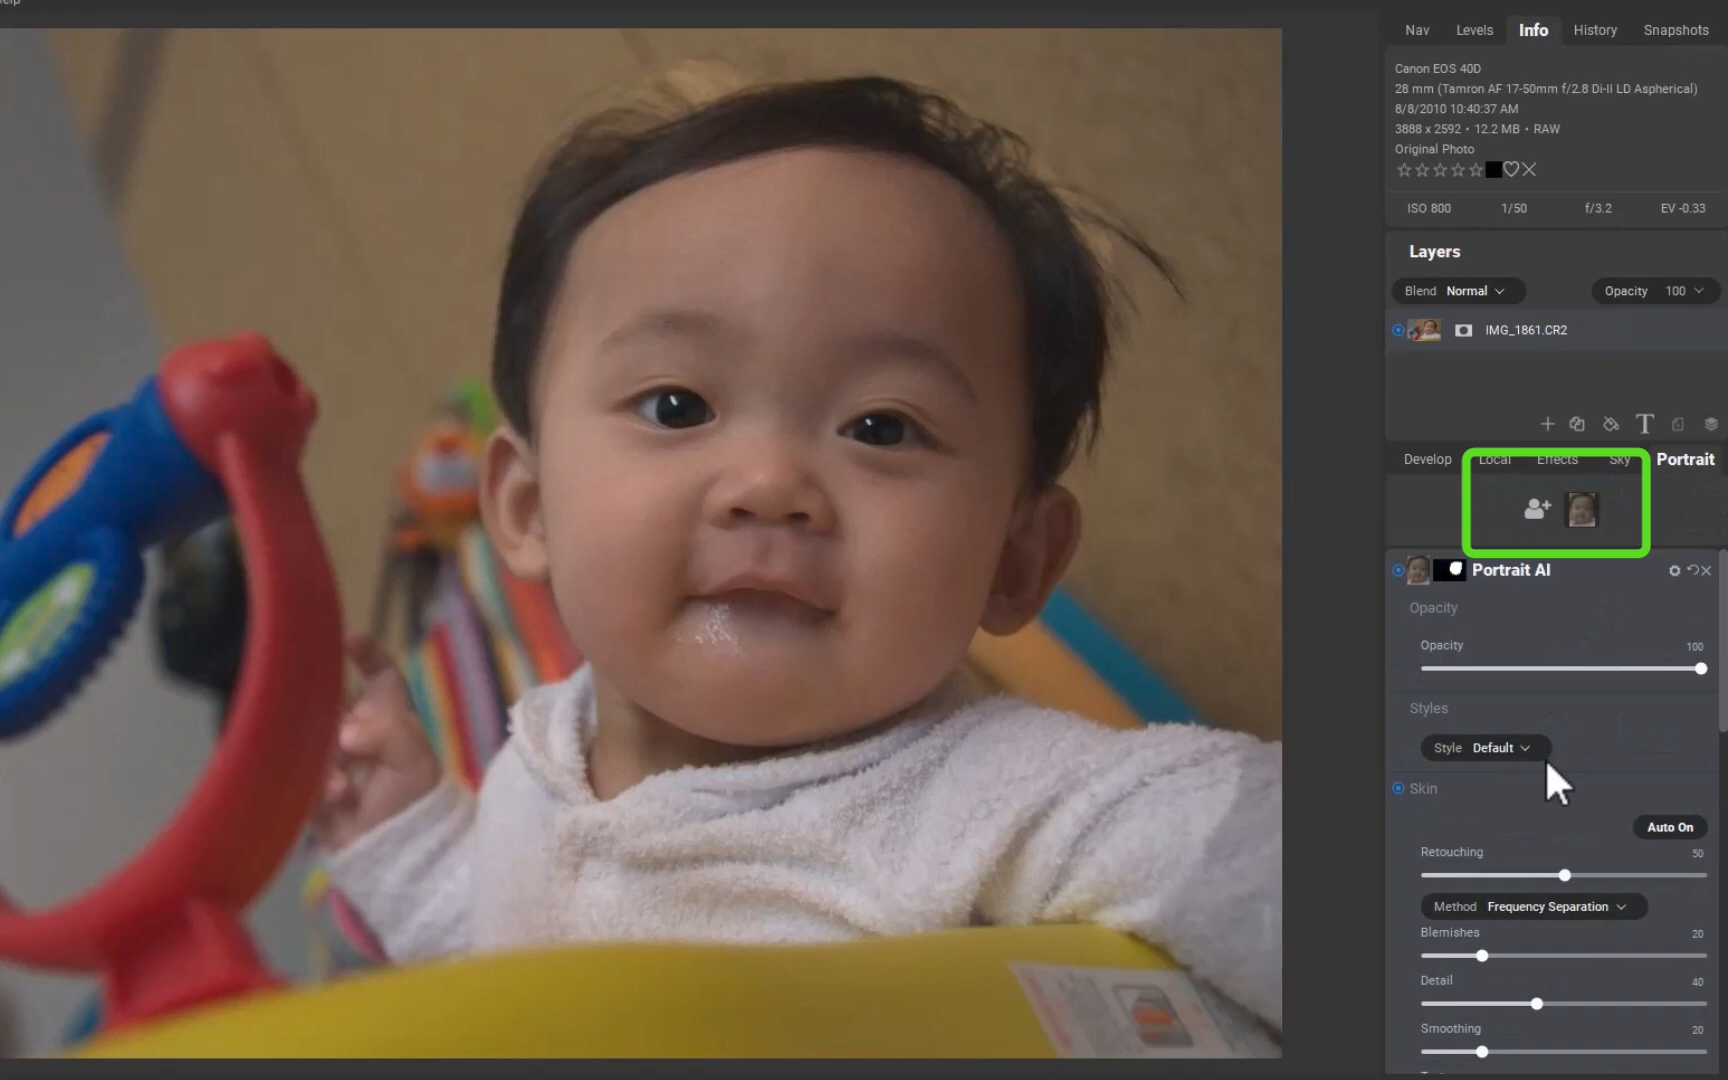 Nav Levels Info History Snapshots
Canon EOS 40D
28 mm (Tamron AF 17-50mm f/2.8 Di-II LD Aspherical)
8/8/2010 10:40:37 AM
3888 x 2592 • 12.2 MB • RAW
Original Photo
ISO 800 1/50 f/3.2 EV -0.33
Layers
Blend Normal Opacity 100
IMG_1861.CR2
T
Develop Local Effects Sky Portrait
Portrait AI
Opacity
Opacity 100
Styles
Style Default
Skin
Auto On
Retouching 50
Method Frequency Separation
Blemishes 20
Detail 40
Smoothing 20